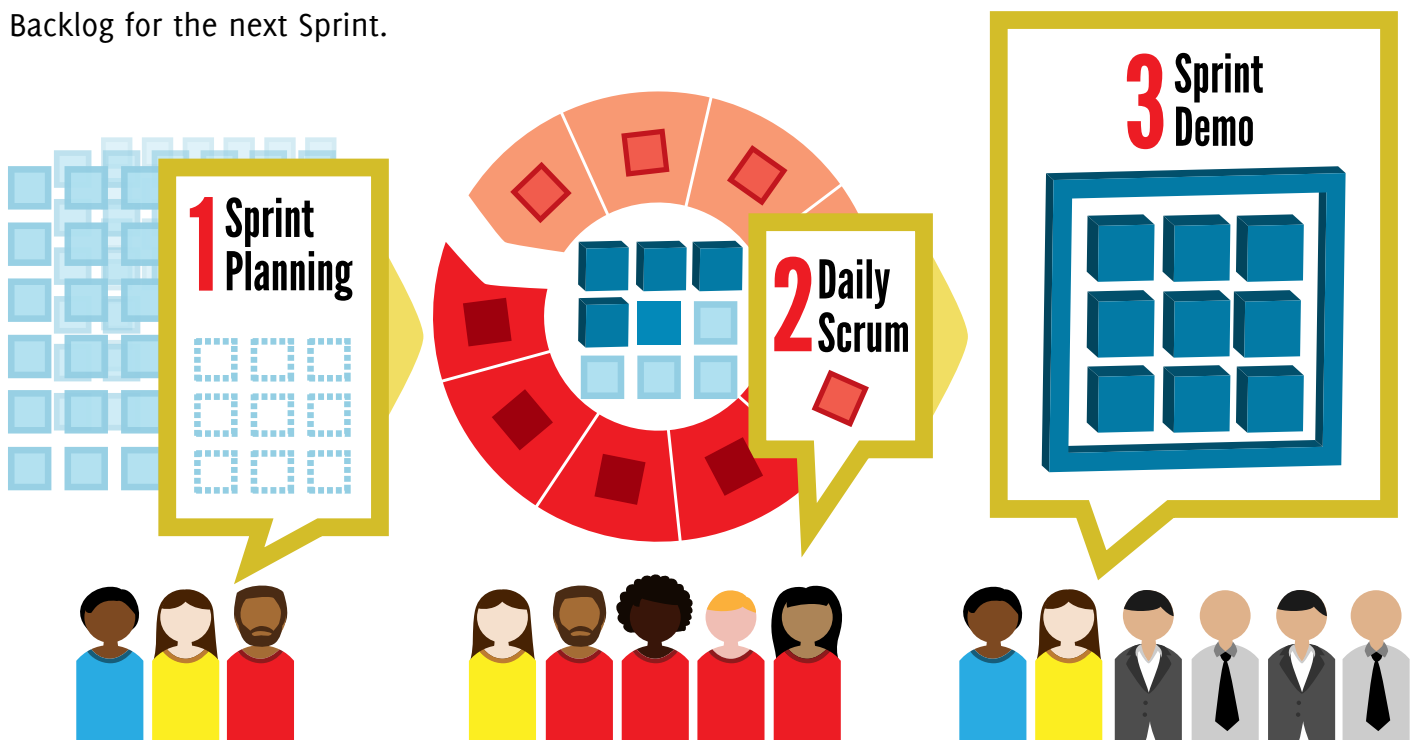 Backlog for the next Sprint.
1 Sprint
Planning
2 Daily
Scrum
3 Sprint
Demo